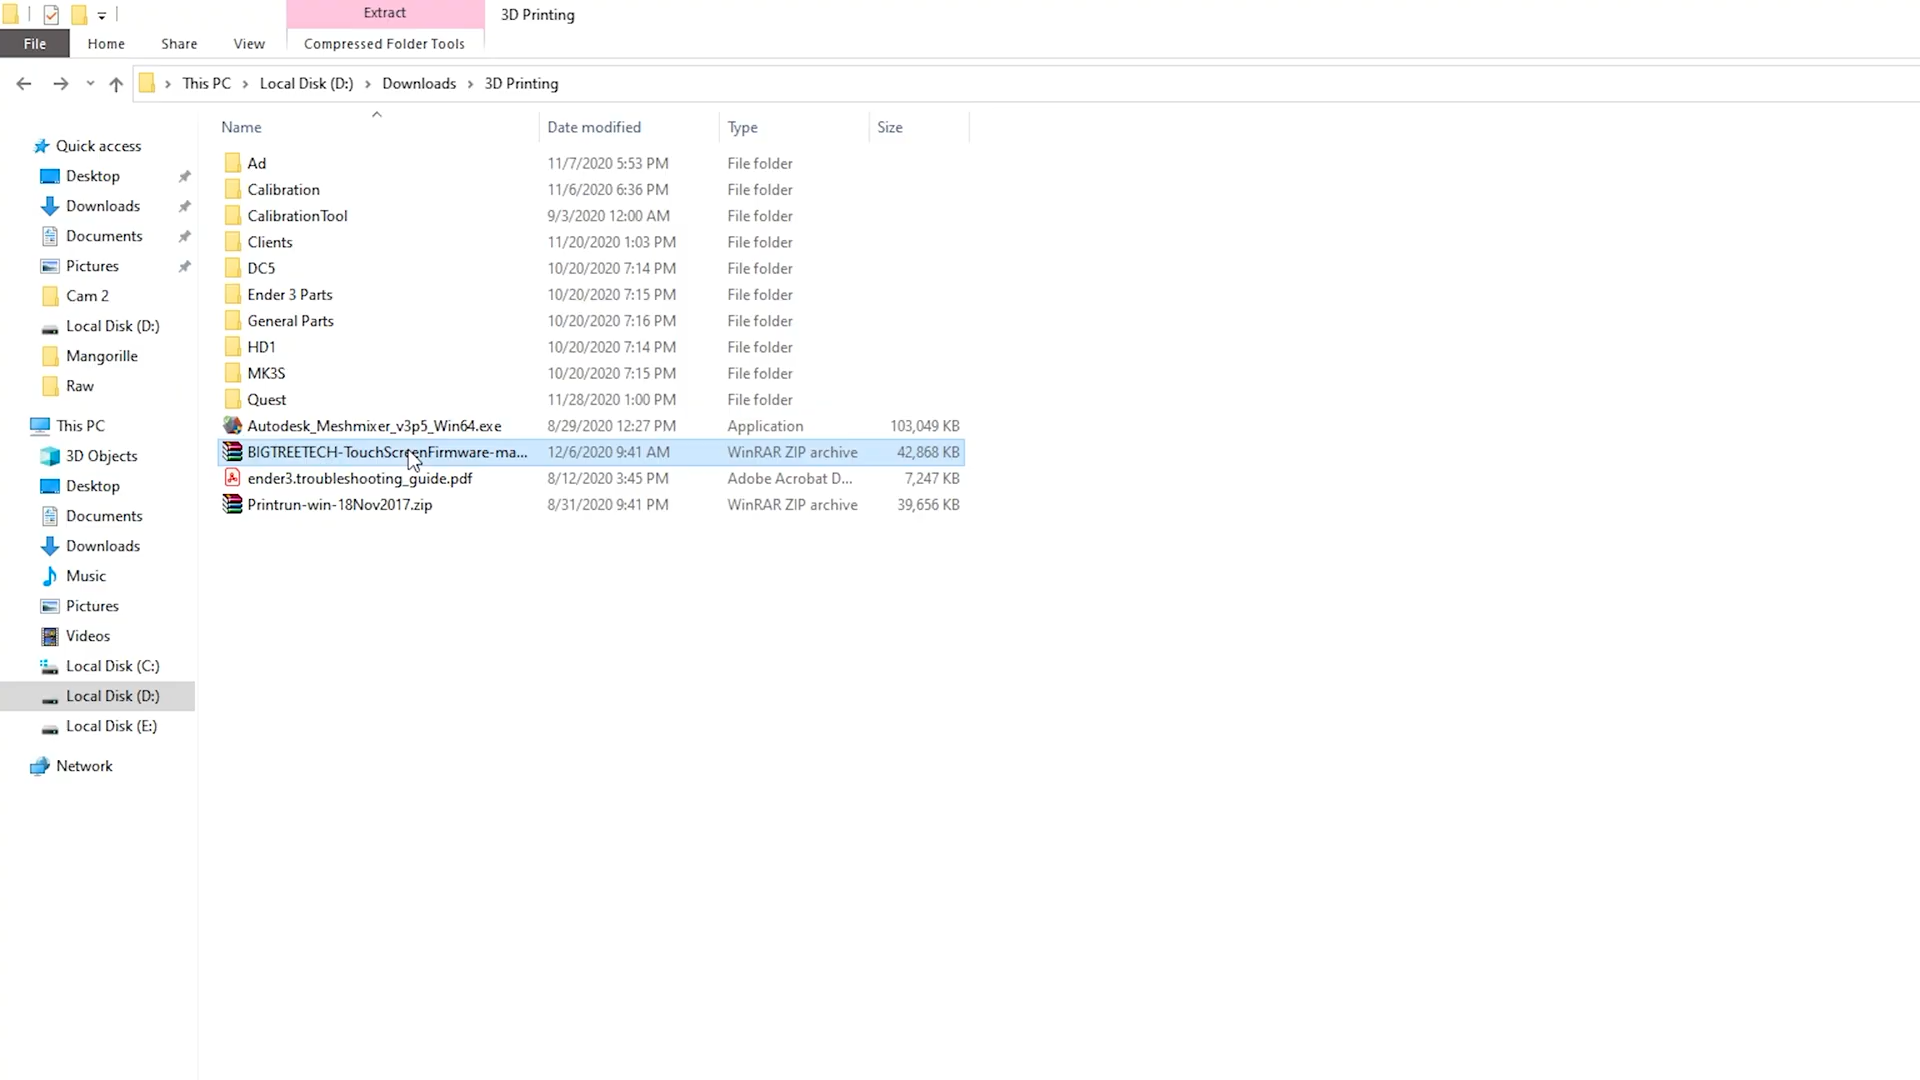 Extract
3D Printing
File
Home
Share
View
Compressed Folder Tools
This PC > Local Disk (D:) > Downloads > 3D Printing
Name
Date modified
Type
Size
Quick access
Desktop
Downloads
Documents
Pictures
Cam 2
Local Disk (D:)
Mangorille
Raw
This PC
3D Objects
Desktop
Documents
Downloads
Music
Pictures
Videos
Local Disk (C:)
Local Disk (D:)
Local Disk (E:)
Network
Ad 11/7/2020 5:53 PM File folder
Calibration 11/6/2020 6:36 PM File folder
CalibrationTool 9/3/2020 12:00 AM File folder
Clients 11/20/2020 1:03 PM File folder
DC5 10/20/2020 7:14 PM File folder
Ender 3 Parts 10/20/2020 7:15 PM File folder
General Parts 10/20/2020 7:16 PM File folder
HD1 10/20/2020 7:14 PM File folder
MK3S 10/20/2020 7:15 PM File folder
Quest 11/28/2020 1:00 PM File folder
Autodesk_Meshmixer_v3p5_Win64.exe 8/29/2020 12:27 PM Application 103,049 KB
BIGTREETECH-TouchScreenFirmware-ma... 12/6/2020 9:41 AM WinRAR ZIP archive 42,868 KB
ender3.troubleshooting_guide.pdf 8/12/2020 3:45 PM Adobe Acrobat D... 7,247 KB
Printrun-win-18Nov2017.zip 8/31/2020 9:41 PM WinRAR ZIP archive 39,656 KB